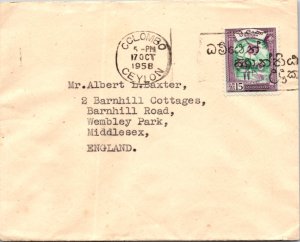 COLOMBO
5 - PM
17 OCT
1958
CEYLON
15
Mr. Albert L. Baxter,
2 Barnhill Cottages,
Barnhill Road,
Wembley Park,
Middlesex,
ENGLAND.